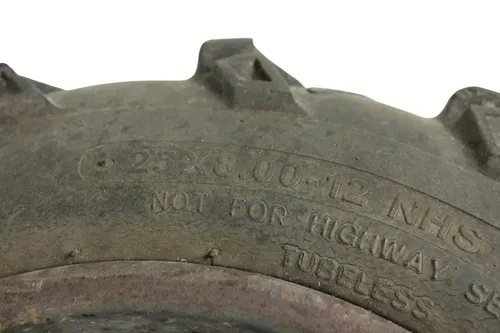 25X8.00-12 NHS
NOT FOR HIGHWAY
TUBELESS